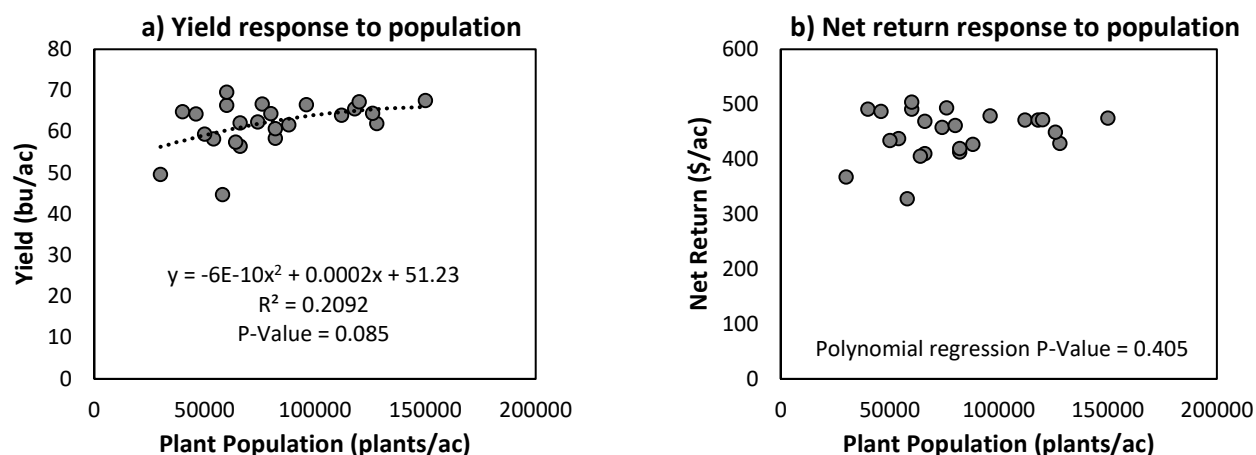 a) Yield response to population
80
70
60
50
40
30
20
10
0
Yield (bu/ac)
y = -6E-10x² + 0.0002x + 51.23
R² = 0.2092
P-Value = 0.085
0 50000 100000 150000 200000
Plant Population (plants/ac)
b) Net return response to population
600
500
400
300
200
100
0
Net Return ($/ac)
Polynomial regression P-Value = 0.405
0 50000 100000 150000 200000
Plant Population (plants/ac)